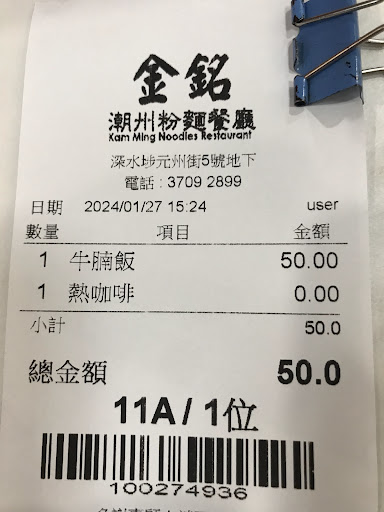 金銘
潮州粉麵餐廳
Kam Ming Noodles Restaurant
深水埗元州街5號地下
電話 : 3709 2899
日期 2024/01/27 15:24 user
數量 項目 金額
1 牛腩飯 50.00
1 熱咖啡 0.00
小計 50.0
總金額 50.0
11A / 1位
100274936